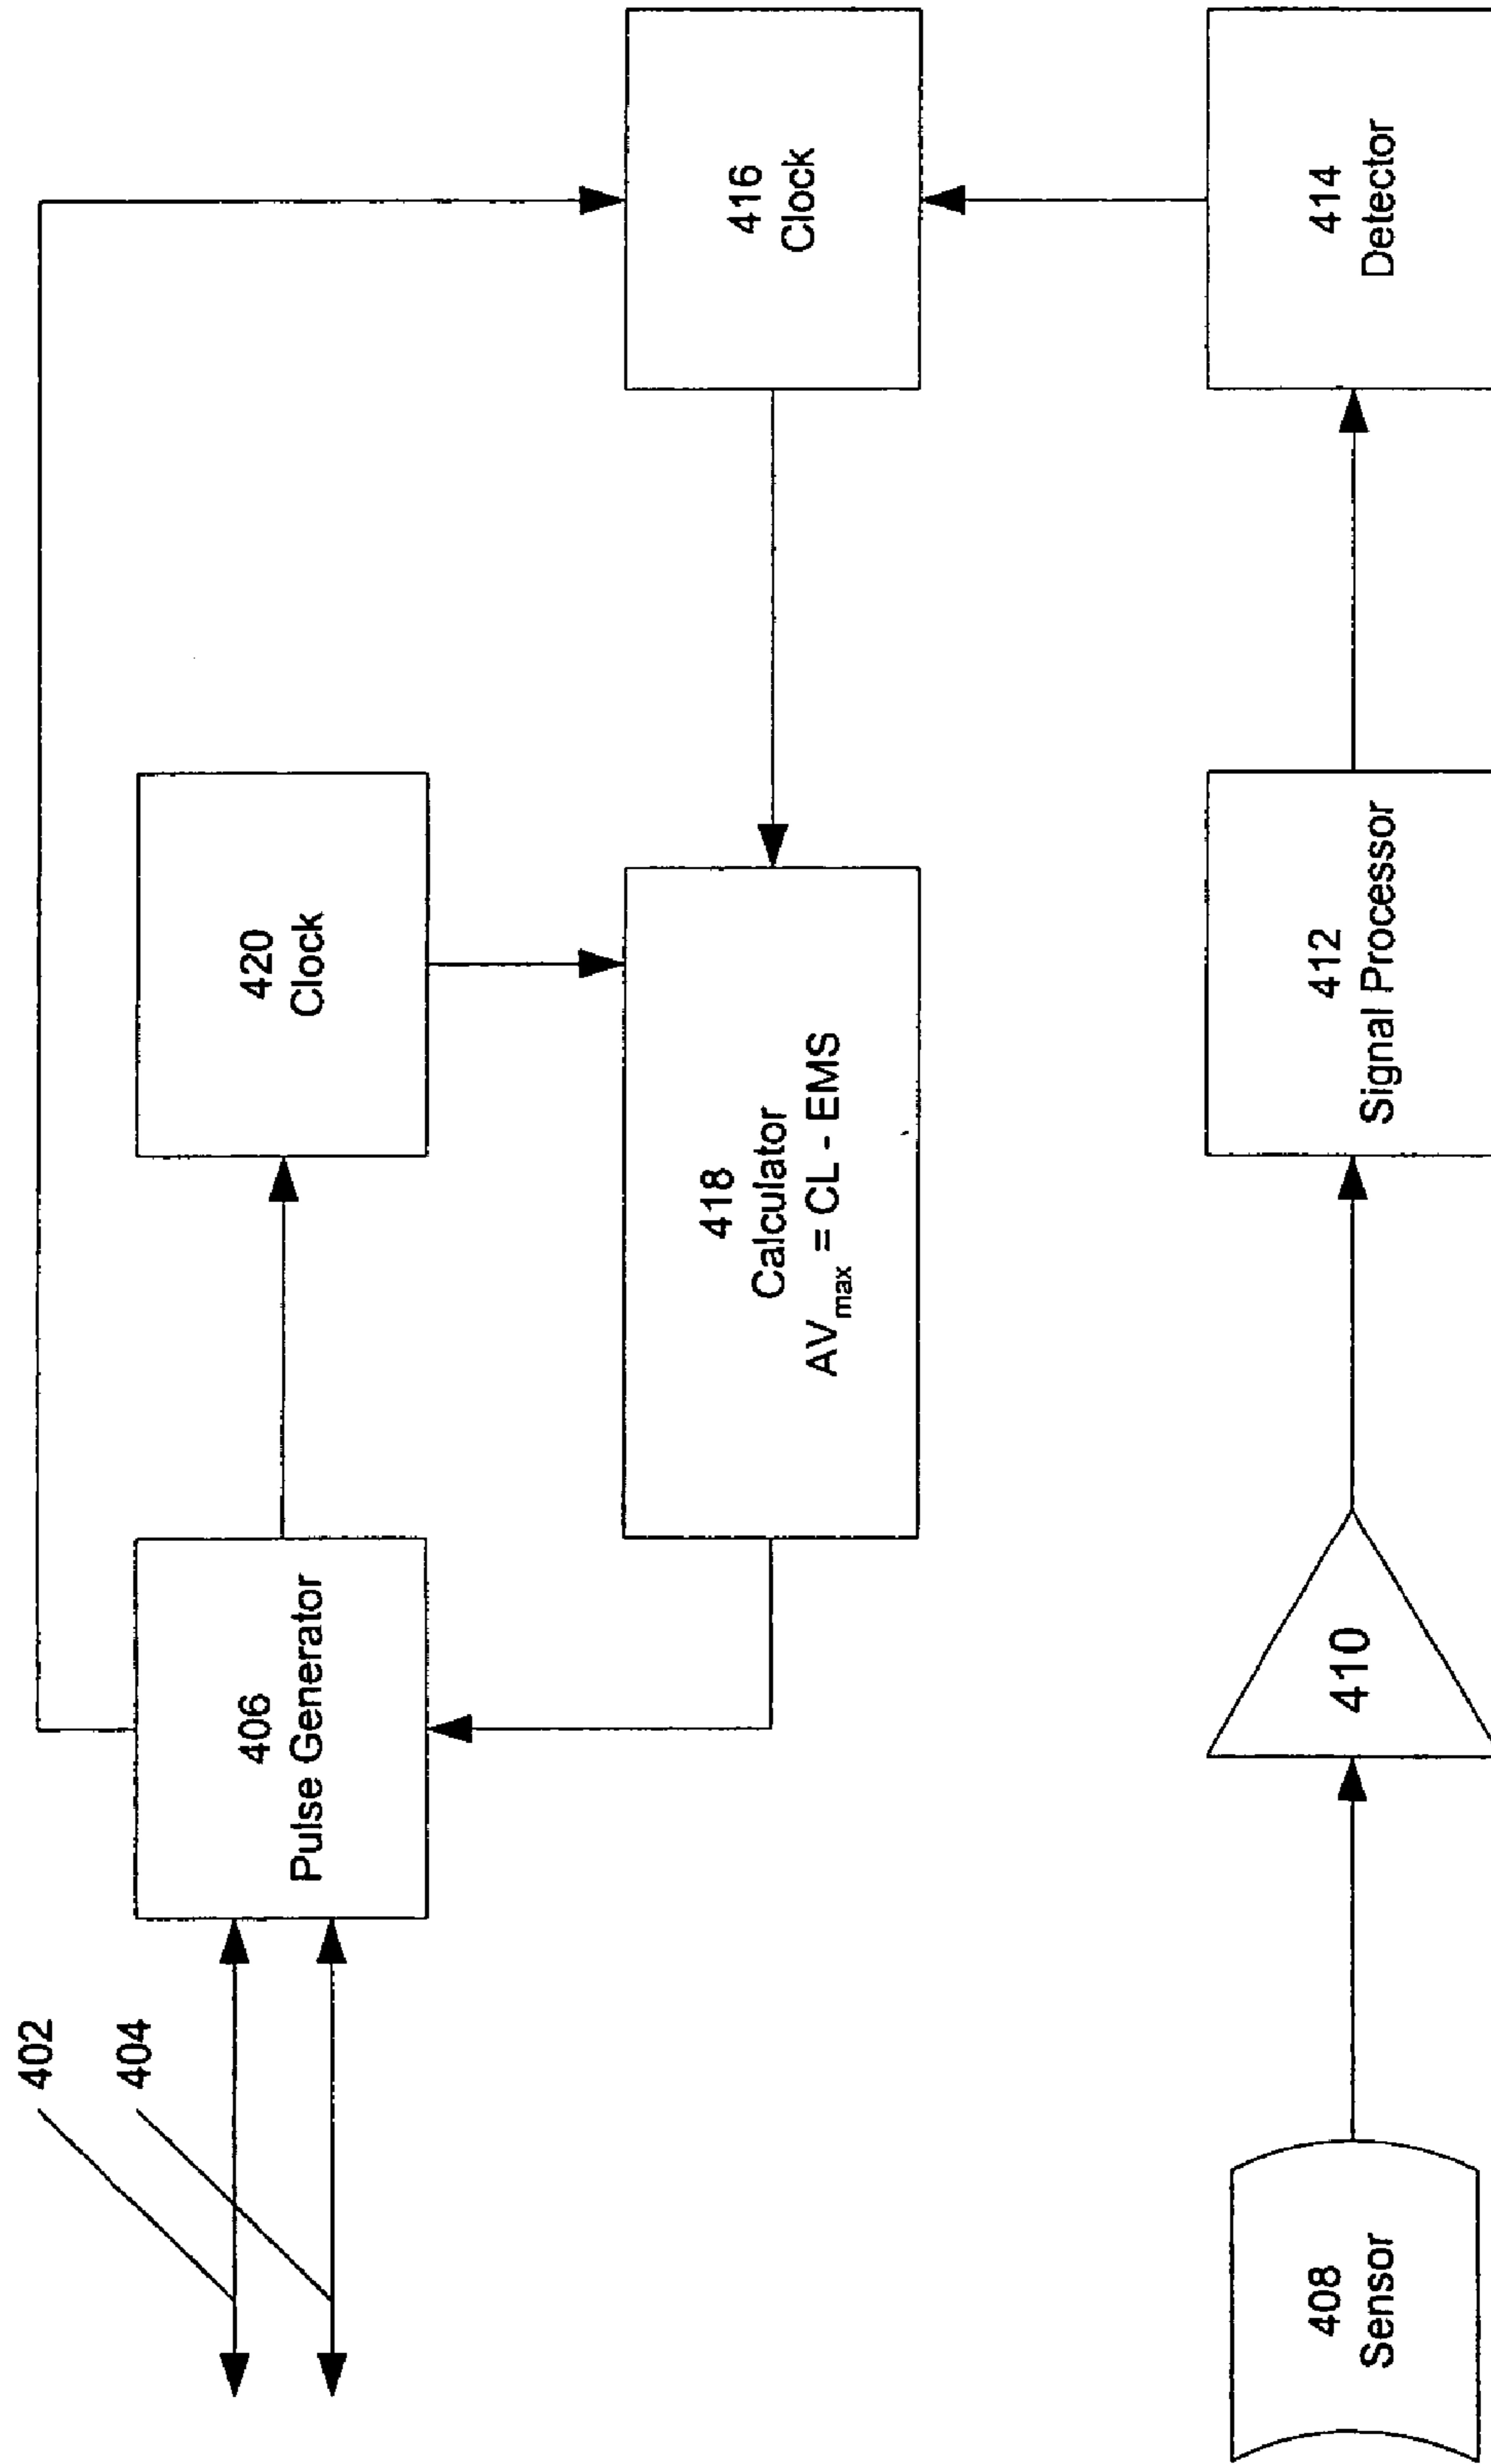 402
404
406
Pulse Generator
420
Clock
416
Clock
418
Calculator
AVmax = CL - EMS
408
Sensor
410
412
Signal Processor
414
Detector